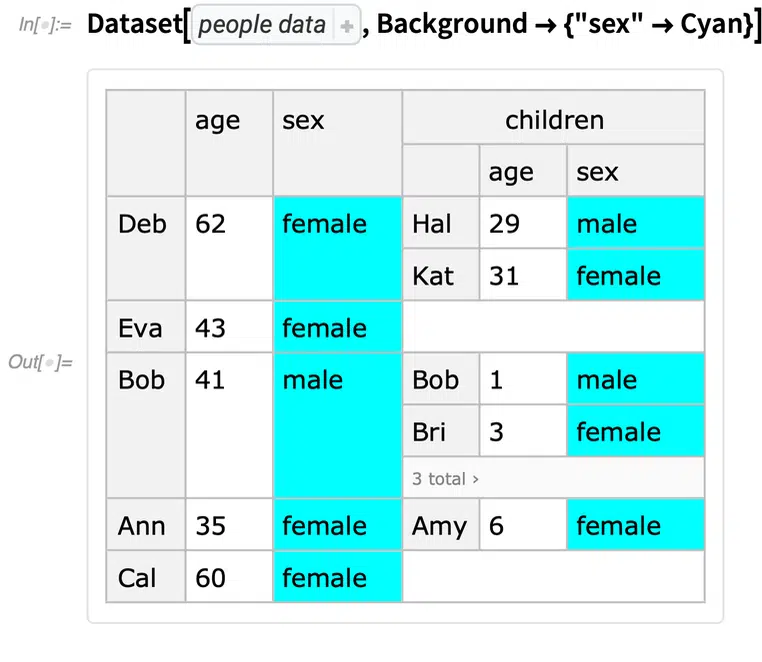 In[•]:= Dataset[ people data + , Background → {"sex" → Cyan}]
age sex children
age sex
Deb 62 female Hal 29 male
Kat 31 female
Eva 43 female
Out[•]=
Bob 41 male Bob 1 male
Bri 3 female
3 total ›
Ann 35 female Amy 6 female
Cal 60 female